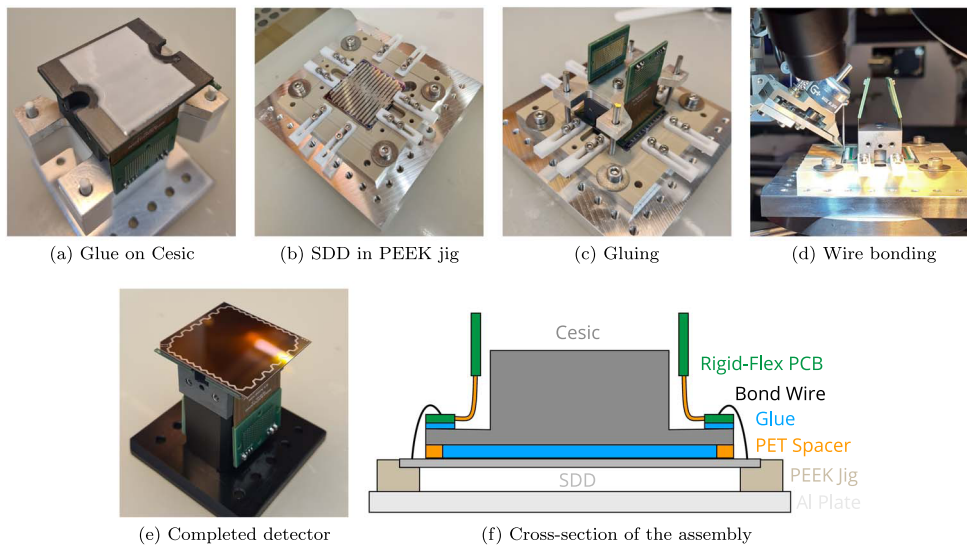 (a) Glue on Cesic
(b) SDD in PEEK jig
(c) Gluing
(d) Wire bonding
Cesic
Rigid-Flex PCB
Bond Wire
Glue
PET Spacer
SDD
PEEK Jig
Al Plate
(e) Completed detector
(f) Cross-section of the assembly